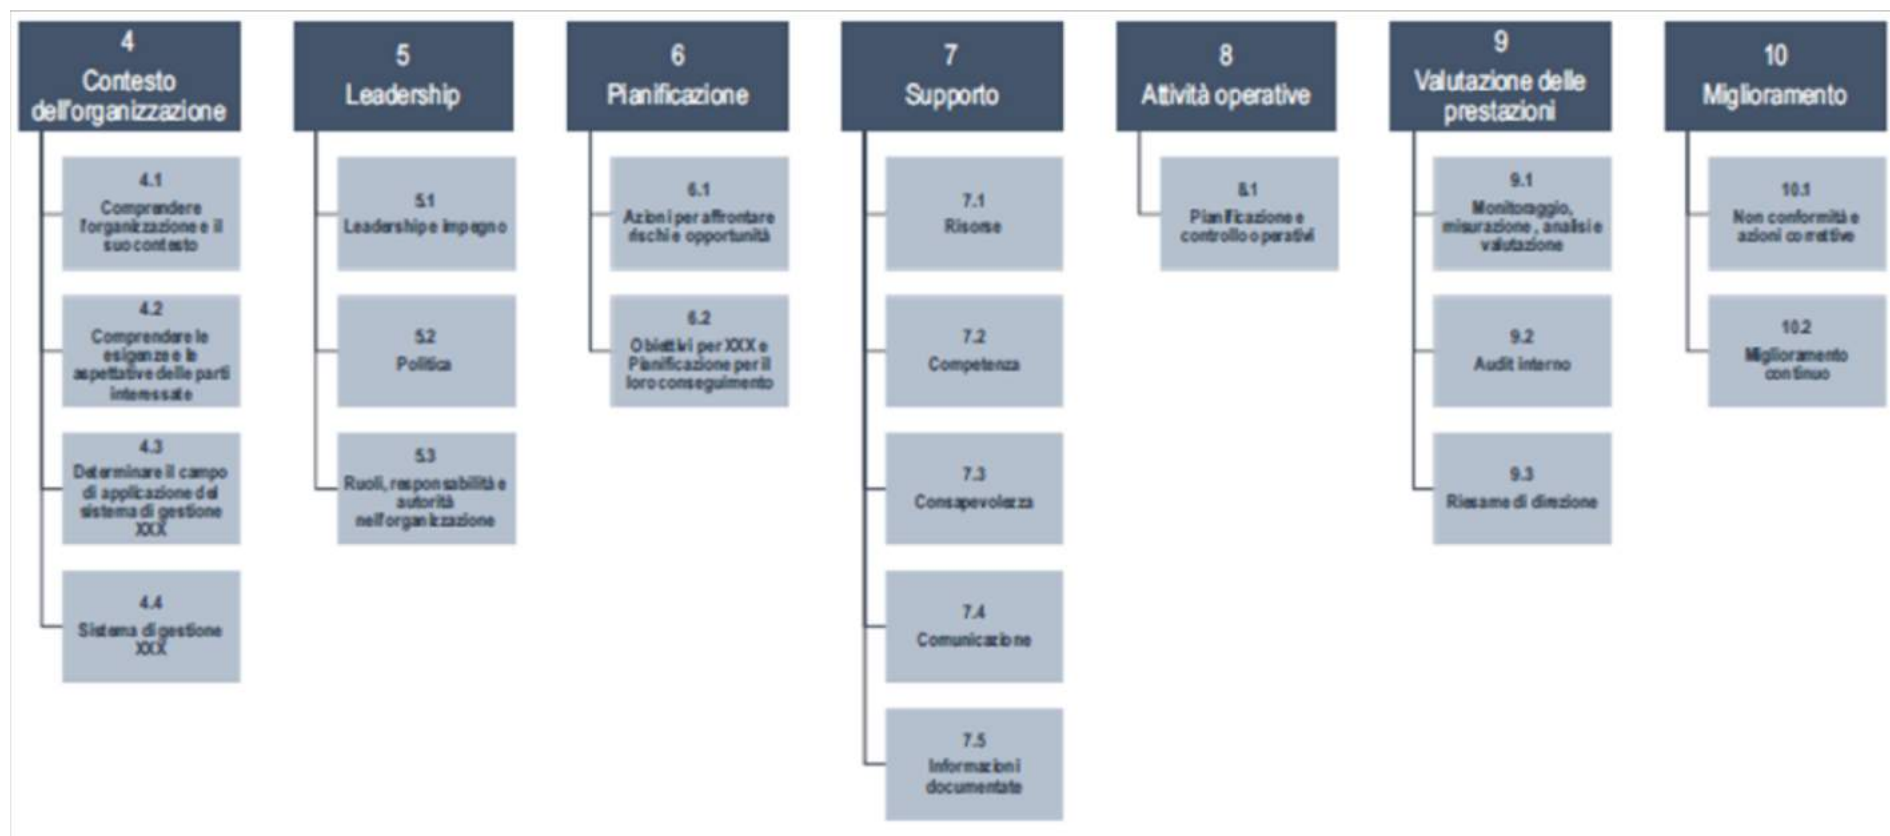 4
Contesto
dell'organizzazione
4.1
Comprendere
l'organizzazione e il
suo contesto
4.2
Comprendere le
esigenze e le
aspettative delle parti
interessate
4.3
Determinare il campo
di applicazione del
sistema di gestione
XXX
4.4
Sistema di gestione
XXX
5
Leadership
5.1
Leadership e impegno
5.2
Politica
5.3
Ruoli, responsabilità e
autorità
nell'organizzazione
6
Pianificazione
6.1
Azioni per affrontare
rischi e opportunità
6.2
Obiettivi per XXX e
Pianificazione per il
loro conseguimento
7
Supporto
7.1
Risorse
7.2
Competenza
7.3
Consapevolezza
7.4
Comunicazione
7.5
Informazioni
documentate
8
Attività operative
8.1
Pianificazione e
controllo operativi
9
Valutazione delle
prestazioni
9.1
Monitoraggio,
misurazione, analisi e
valutazione
9.2
Audit interno
9.3
Riesame di direzione
10
Miglioramento
10.1
Non conformità e
azioni correttive
10.2
Miglioramento
continuo